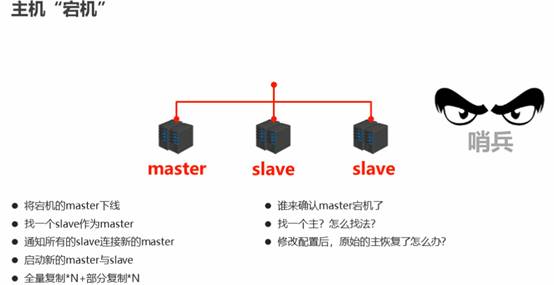 主机“宕机”
哨兵
master
slave
slave
将宕机的master下线
找一个slave作为master
通知所有的slave连接新的master
启动新的master与slave
全量复制*N+部分复制*N
谁来确认master宕机了
找一个主？怎么找法？
修改配置后，原始的主恢复了怎么办？